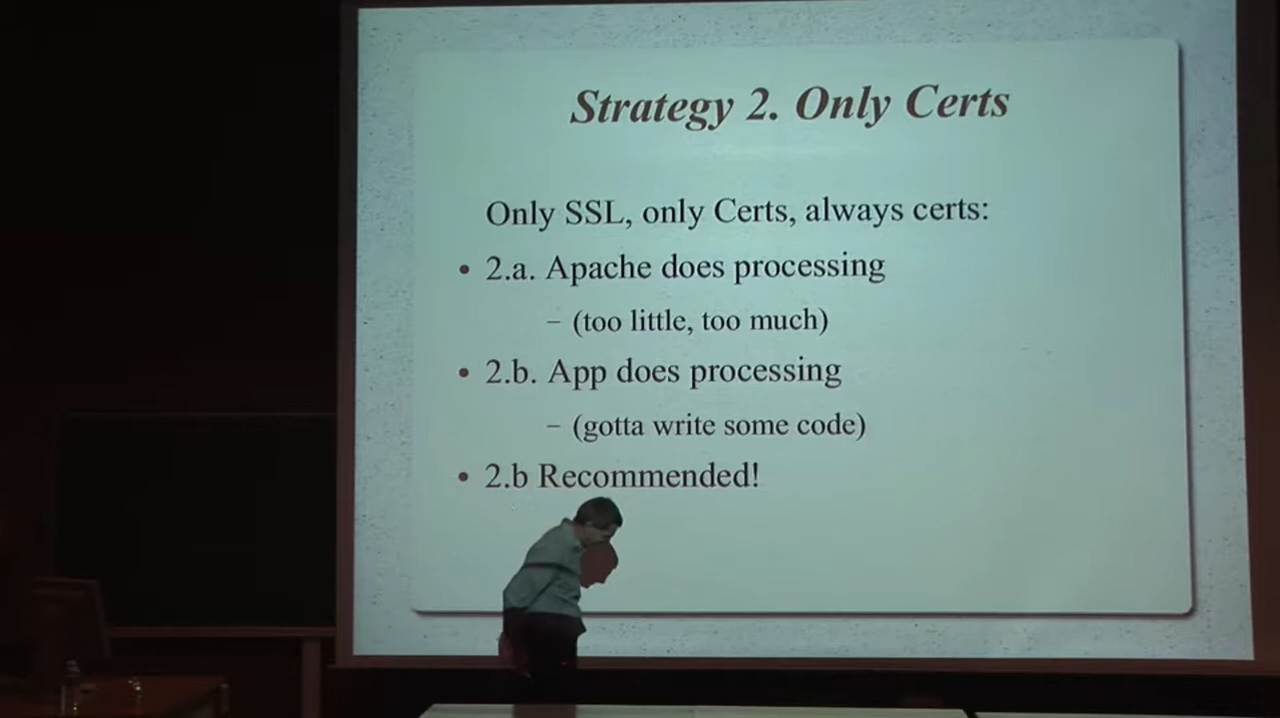 Strategy 2. Only Certs
Only SSL, only Certs, always certs:
• 2.a. Apache does processing
– (too little, too much)
• 2.b. App does processing
– (gotta write some code)
• 2.b Recommended!